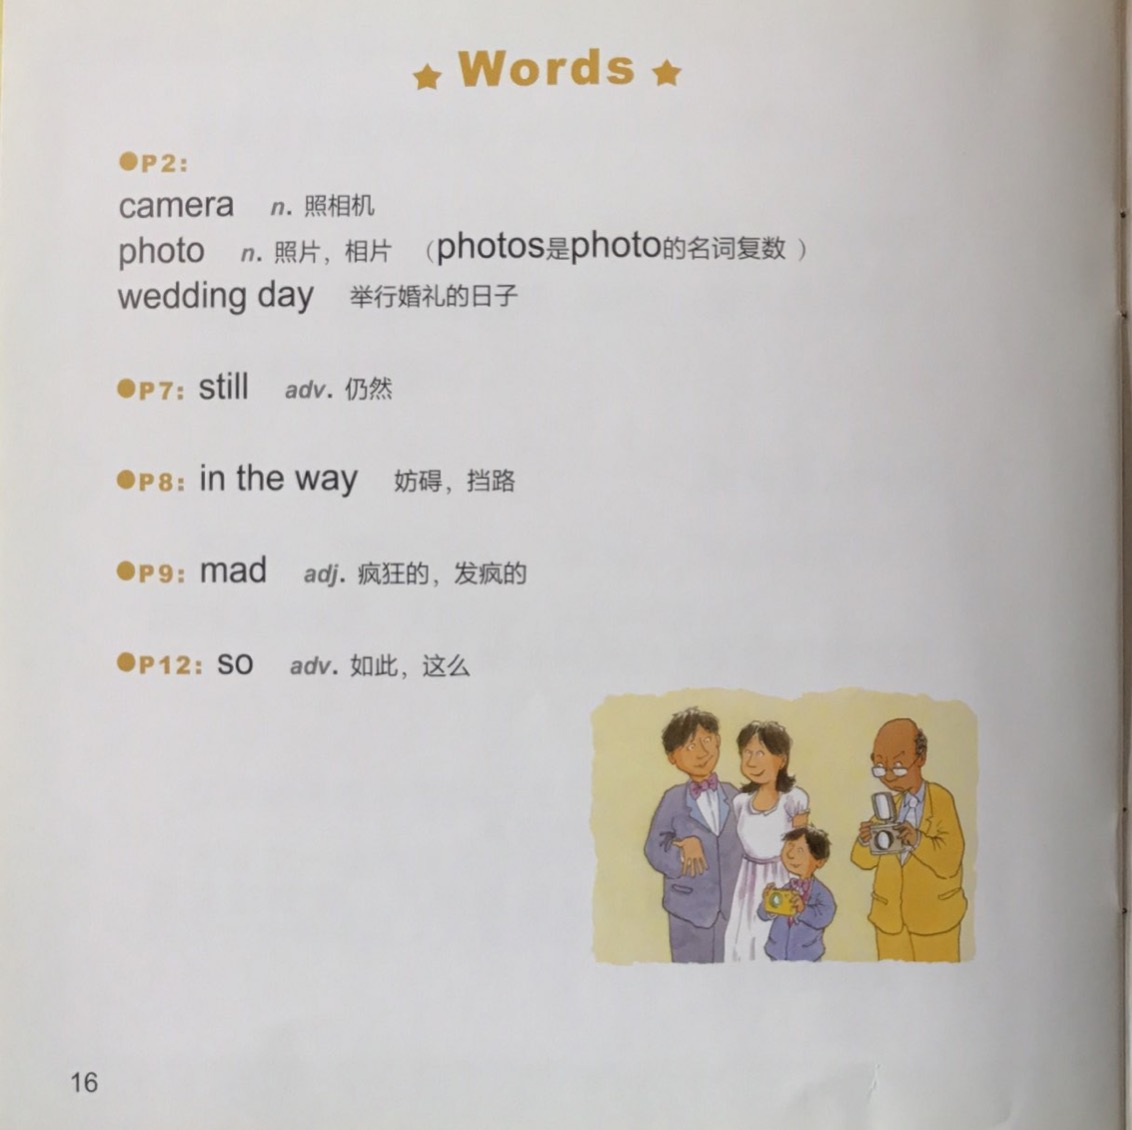 ★ Words ★
●P2:
camera n. 照相机
photo n. 照片，相片 （photos是photo的名词复数 ）
wedding day 举行婚礼的日子
●P7: still adv. 仍然
●P8: in the way 妨碍，挡路
●P9: mad adj. 疯狂的，发疯的
●P12: so adv. 如此，这么
16